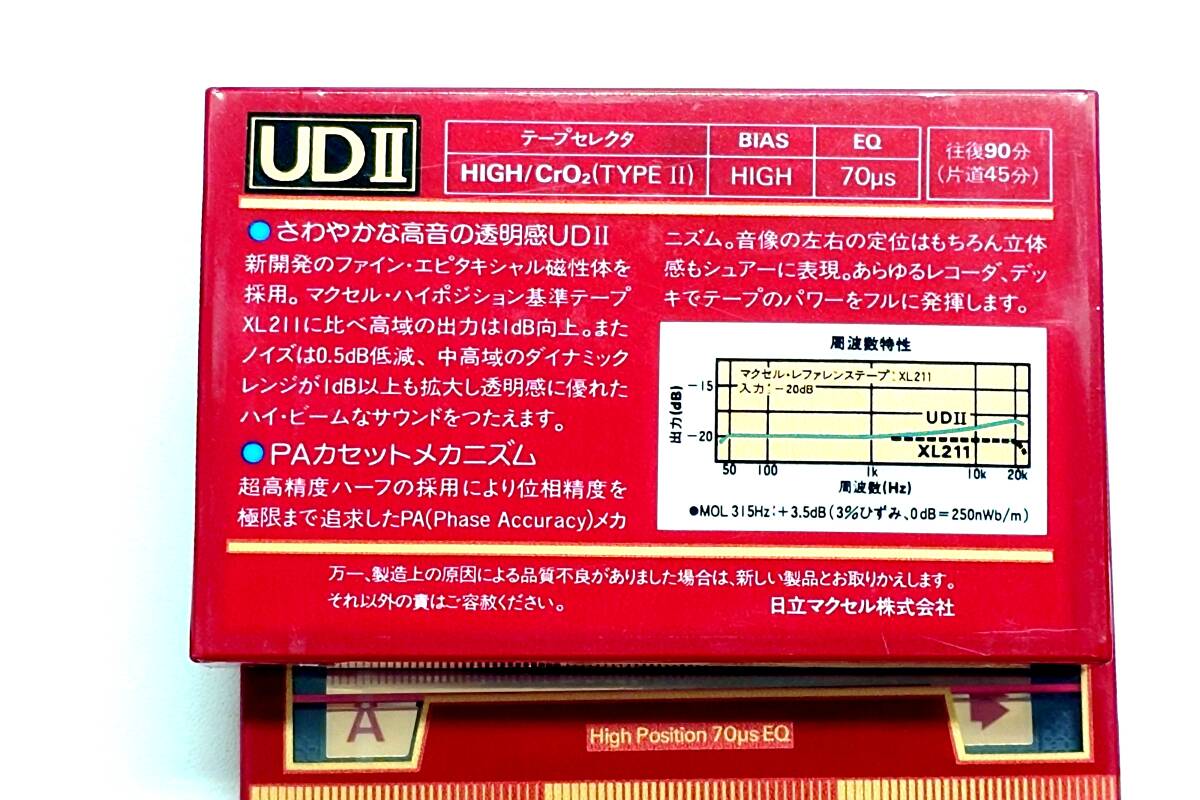 UDII
テープセレクタ BIAS EQ
HIGH/CrO₂(TYPE II) HIGH 70μs
往復90分
(片道45分)
●さわやかな高音の透明感UDII
新開発のファイン・エピタキシャル磁性体を
採用。マクセル・ハイポジション基準テープ
XL211に比べ高域の出力は1dB向上。また
ノイズは0.5dB低減、中高域のダイナミック
レンジが1dB以上も拡大し透明感に優れた
ハイ・ビームなサウンドをつたえます。
●PAカセットメカニズム
超高精度ハーフの採用により位相精度を
極限まで追求したPA(Phase Accuracy)メカ
ニズム。音像の左右の定位はもちろん立体
感もシュアーに表現。あらゆるレコーダ、デッ
キでテープのパワーをフルに発揮します。
周波数特性
マクセル・レファレンステープ:XL211
入力:-20dB
出力(dB)
-15
-20
UDII
XL211
50 100 1k 10k 20k
周波数(Hz)
●MOL 315Hz:+3.5dB(3%ひずみ、0dB=250nWb/m)
万一、製造上の原因による品質不良がありました場合は、新しい製品とお取りかえします。
それ以外の責はご容赦ください。
日立マクセル株式会社
A
High Position 70μs EQ